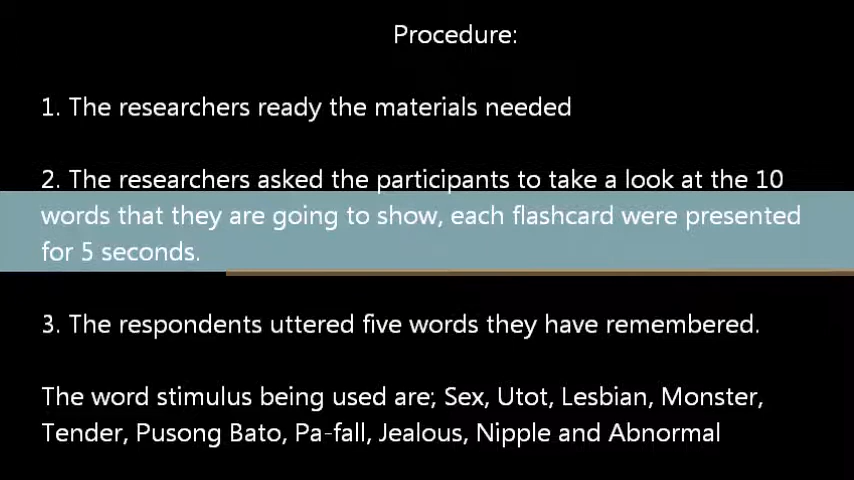 Procedure:
1. The researchers ready the materials needed
2. The researchers asked the participants to take a look at the 10
words that they are going to show, each flashcard were presented
for 5 seconds.
3. The respondents uttered five words they have remembered.
The word stimulus being used are; Sex, Utot, Lesbian, Monster,
Tender, Pusong Bato, Pa-fall, Jealous, Nipple and Abnormal